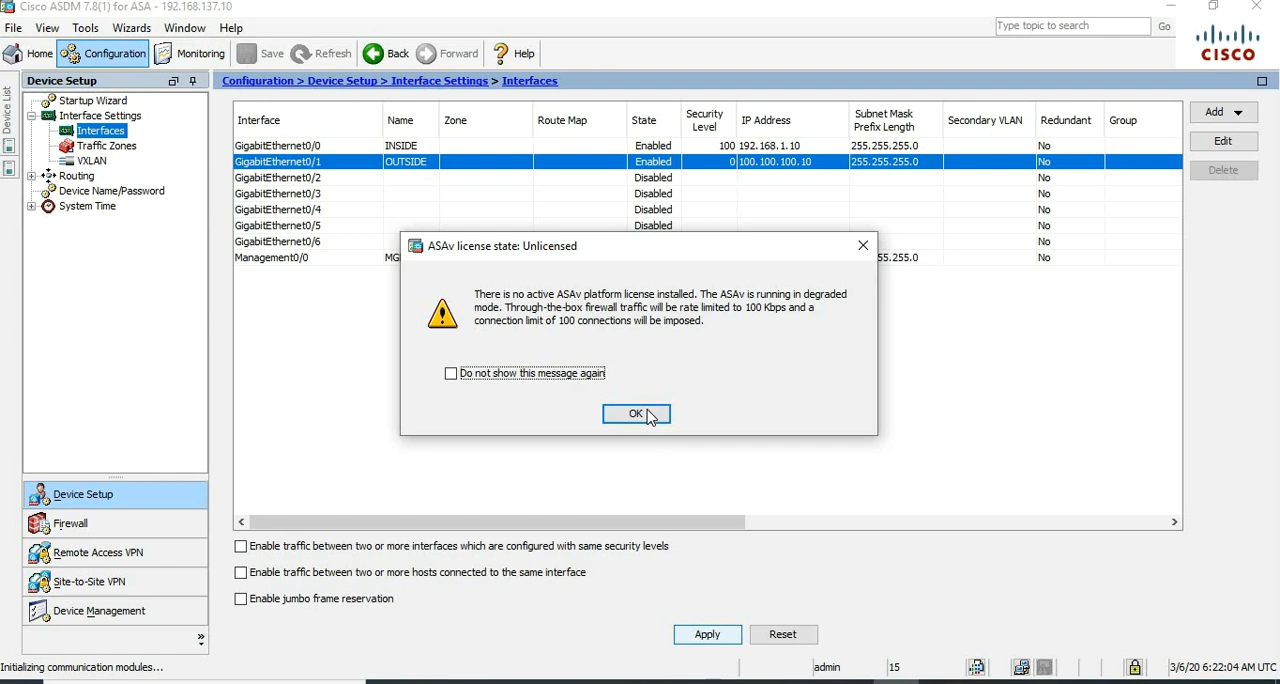 Cisco ASDM 7.8(1) for ASA - 192.168.137.10
File View Tools Wizards Window Help
Type to search Go
CISCO
Home Configuration Monitoring Save Refresh Back Forward Help
Device List
Device Setup
Startup Wizard
Interface Settings
Interfaces
Traffic Zones
VXLAN
Routing
Device Name/Password
System Time
Configuration > Device Setup > Interface Settings > Interfaces
Interface Name Zone Route Map State Security Level IP Address Subnet Mask Prefix Length Secondary VLAN Redundant Group
GigabitEthernet0/0 INSIDE Enabled 100 192.168.1.10 255.255.255.0 No
GigabitEthernet0/1 OUTSIDE Enabled 0 100.100.100.10 255.255.255.0 No
GigabitEthernet0/2 Disabled No
GigabitEthernet0/3 Disabled No
GigabitEthernet0/4 Disabled No
GigabitEthernet0/5 Disabled No
GigabitEthernet0/6 No
Management0/0 MG 55.255.0 No
Add
Edit
Delete
ASAv license state: Unlicensed
There is no active ASAv platform license installed. The ASAv is running in degraded
mode. Through-the-box firewall traffic will be rate limited to 100 Kbps and a
connection limit of 100 connections will be imposed.
Do not show this message again
OK
Device Setup
Firewall
Remote Access VPN
Site-to-Site VPN
Device Management
Enable traffic between two or more interfaces which are configured with same security levels
Enable traffic between two or more hosts connected to the same interface
Enable jumbo frame reservation
Apply Reset
Initializing communication modules... admin 15 3/6/20 6:22:04 AM UTC